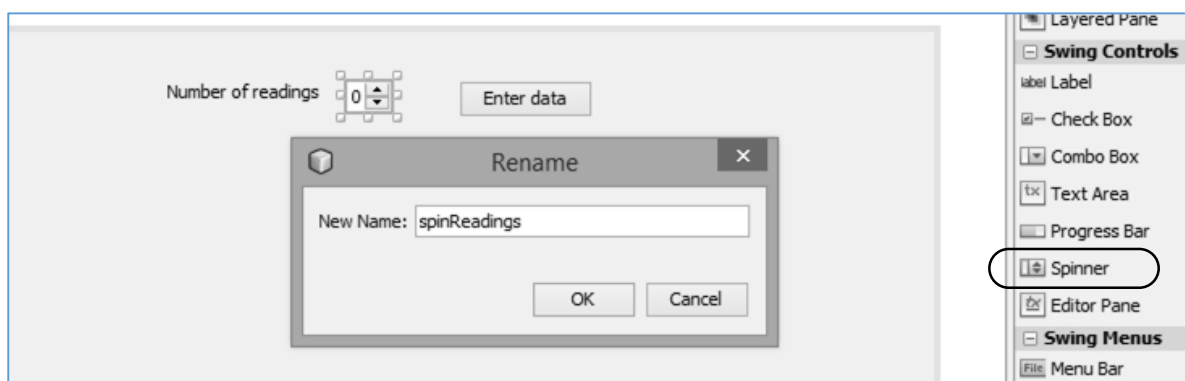 Number of readings
0
Enter data
Rename
New Name: spinReadings
OK
Cancel
Layered Pane
Swing Controls
label Label
Check Box
Combo Box
tx Text Area
Progress Bar
Spinner
tx Editor Pane
Swing Menus
File Menu Bar